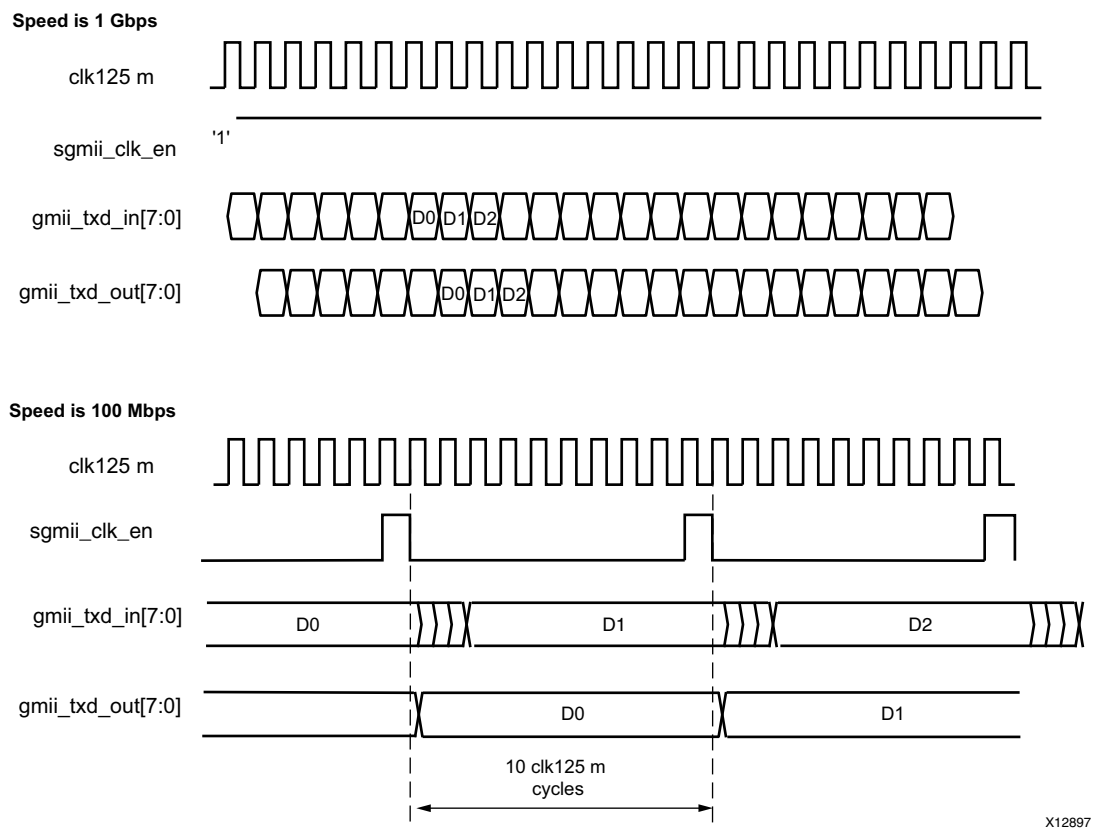 Speed is 1 Gbps
clk125 m
'1'
sgmii_clk_en
gmii_txd_in[7:0]
D0 D1 D2
gmii_txd_out[7:0]
D0 D1 D2
Speed is 100 Mbps
clk125 m
sgmii_clk_en
gmii_txd_in[7:0]
D0 D1 D2
gmii_txd_out[7:0]
D0 D1
10 clk125 m
cycles
X12897